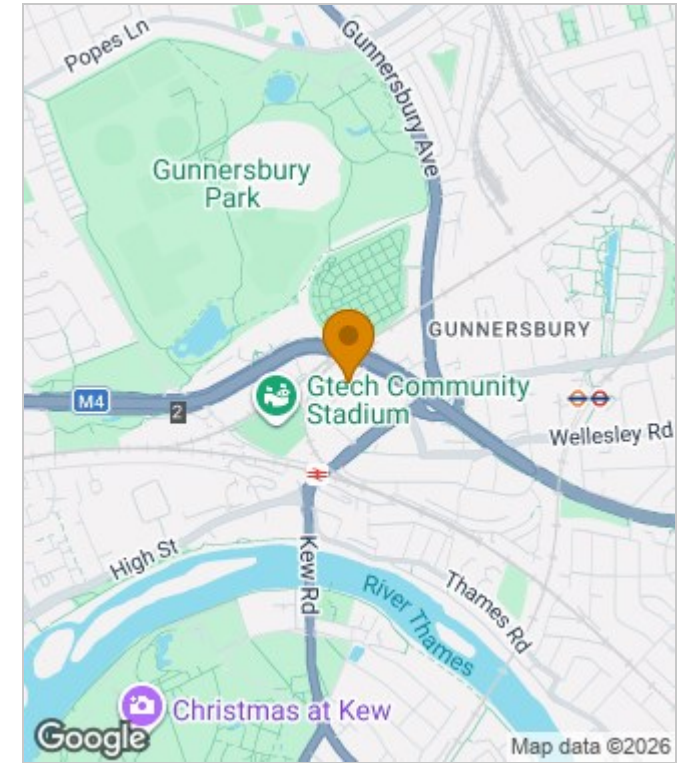 Popes Ln
Gunnersbury Ave
Gunnersbury
Park
GUNNERSBURY
M4
2
Gtech Community
Stadium
Wellesley Rd
High St
Kew Rd
River Thames
Thames Rd
Christmas at Kew
Google
Map data ©2026